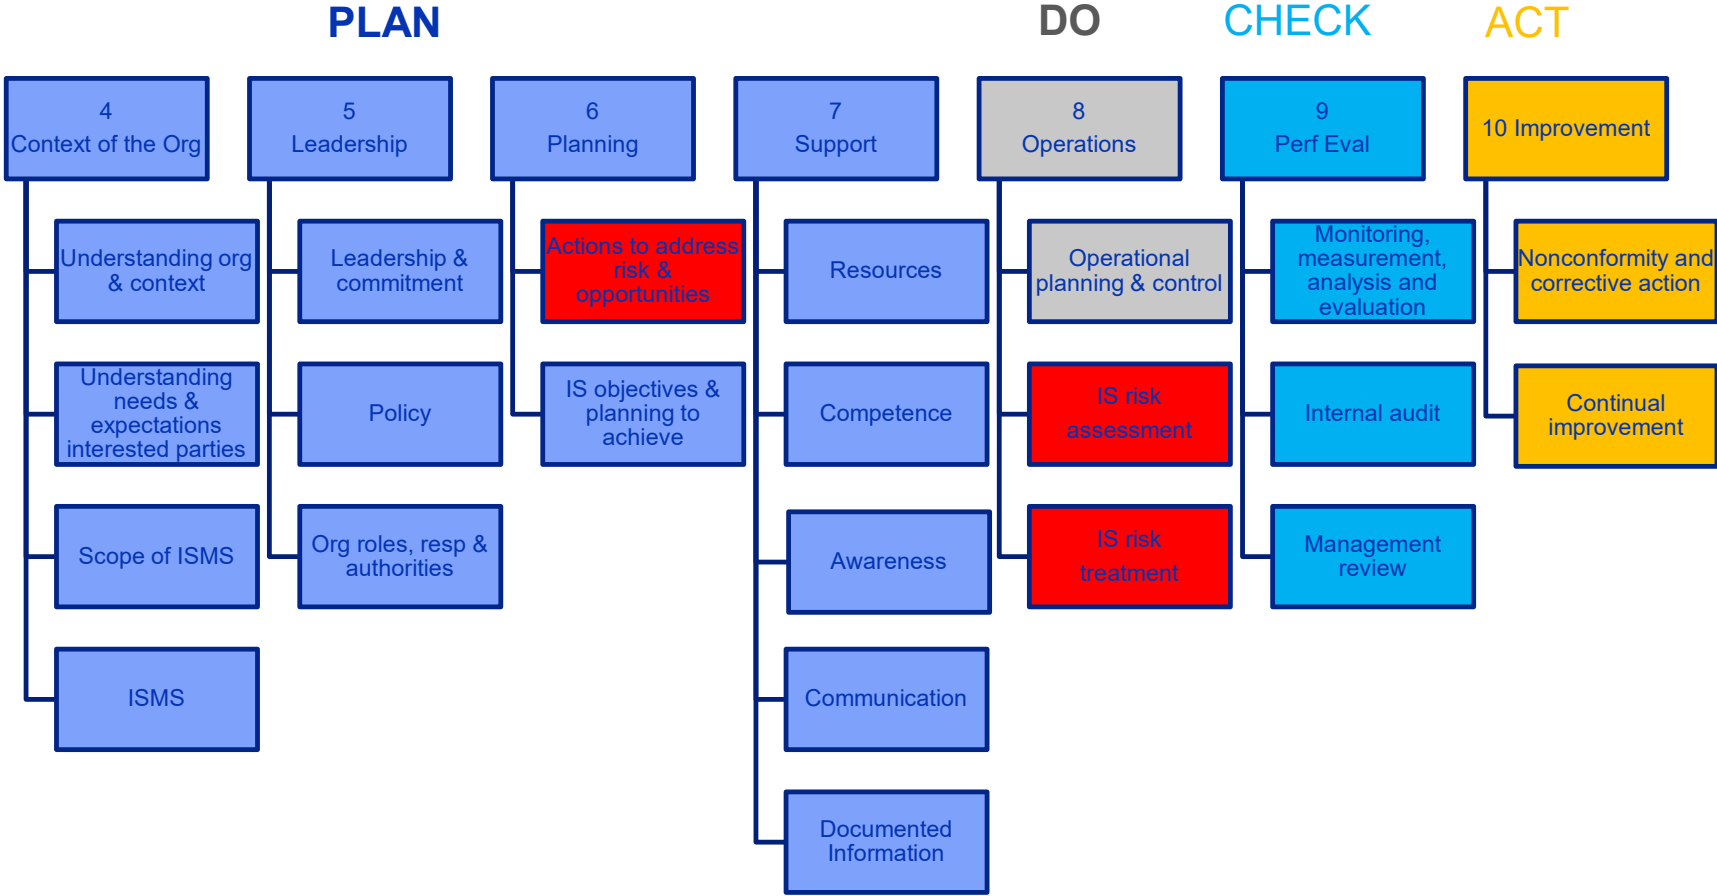 PLAN
DO
CHECK
ACT
4
Context of the Org
Understanding org
& context
Understanding
needs &
expectations
interested parties
Scope of ISMS
ISMS
5
Leadership
Leadership &
commitment
Policy
Org roles, resp &
authorities
6
Planning
Actions to address
risk &
opportunities
IS objectives &
planning to
achieve
7
Support
Resources
Competence
Awareness
Communication
Documented
Information
8
Operations
Operational
planning & control
IS risk
assessment
IS risk
treatment
9
Perf Eval
Monitoring,
measurement,
analysis and
evaluation
Internal audit
Management
review
10 Improvement
Nonconformity and
corrective action
Continual
improvement